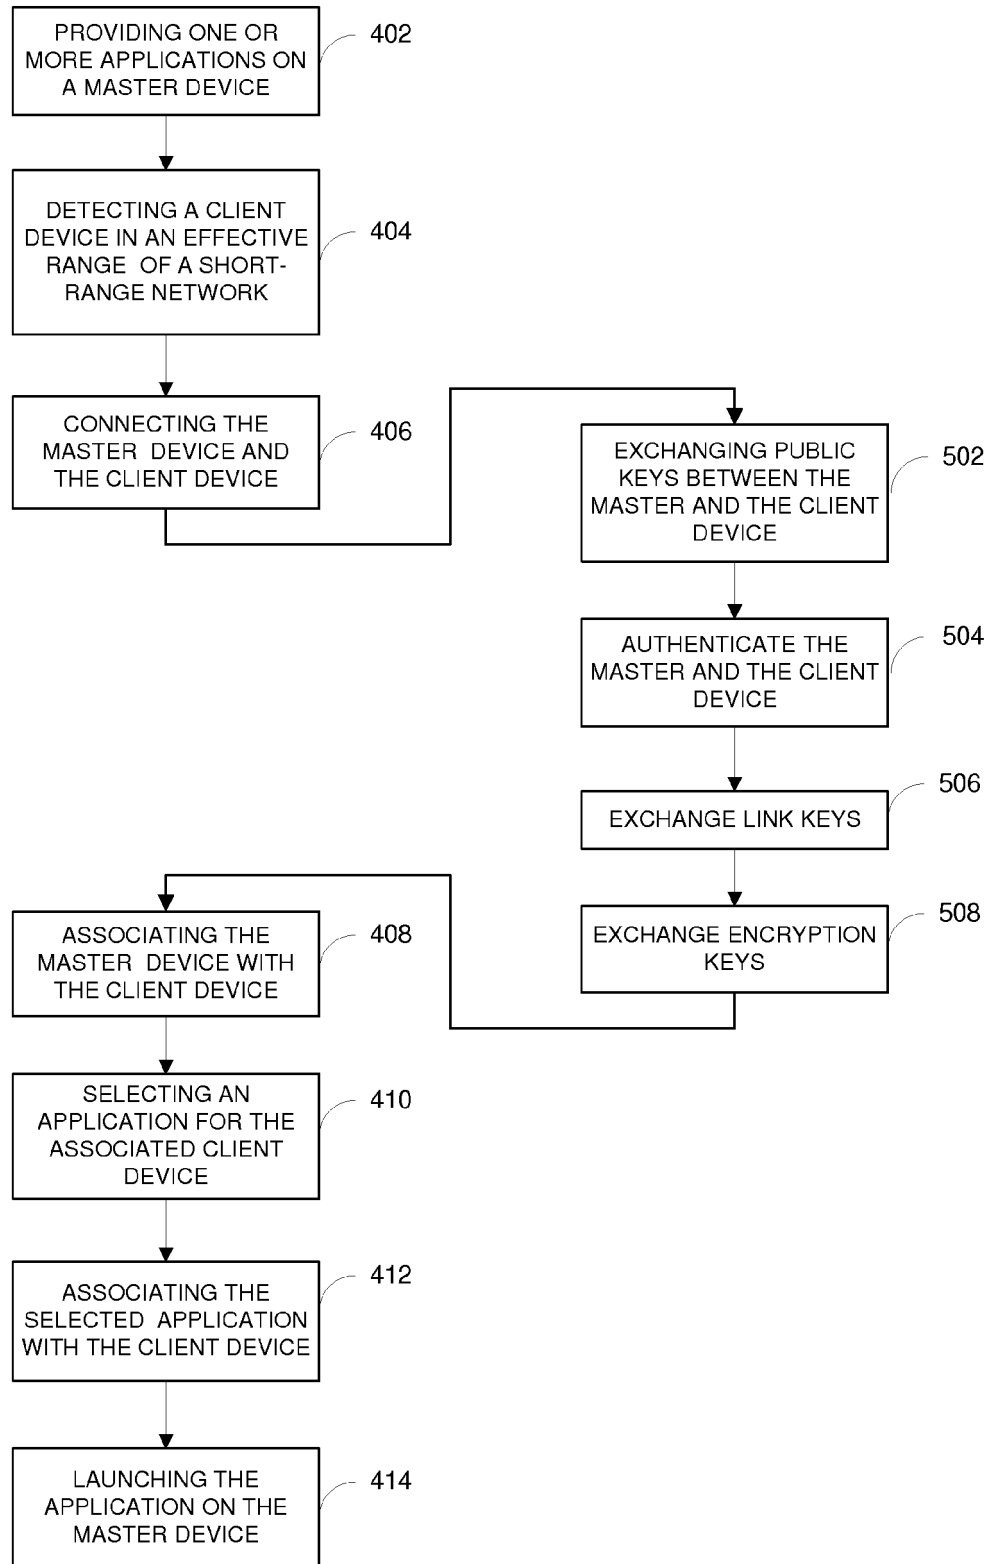 PROVIDING ONE OR
MORE APPLICATIONS ON
A MASTER DEVICE
402
DETECTING A CLIENT
DEVICE IN AN EFFECTIVE
RANGE OF A SHORT-
RANGE NETWORK
404
CONNECTING THE
MASTER DEVICE AND
THE CLIENT DEVICE
406
EXCHANGING PUBLIC
KEYS BETWEEN THE
MASTER AND THE CLIENT
DEVICE
502
AUTHENTICATE THE
MASTER AND THE CLIENT
DEVICE
504
EXCHANGE LINK KEYS
506
EXCHANGE ENCRYPTION
KEYS
508
ASSOCIATING THE
MASTER DEVICE WITH
THE CLIENT DEVICE
408
SELECTING AN
APPLICATION FOR THE
ASSOCIATED CLIENT
DEVICE
410
ASSOCIATING THE
SELECTED APPLICATION
WITH THE CLIENT DEVICE
412
LAUNCHING THE
APPLICATION ON THE
MASTER DEVICE
414